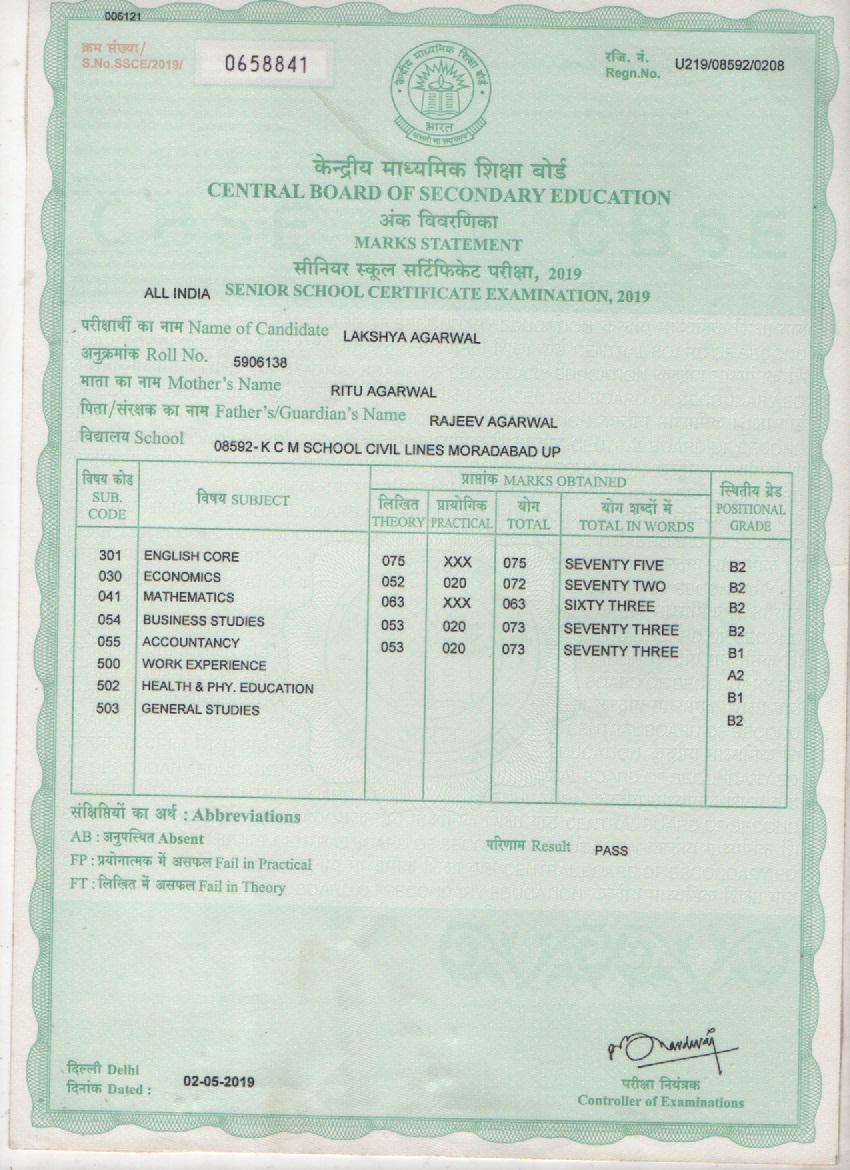 006121
क्रम संख्या/
S.No.SSCE/2019/ 0658841
रजि. नं.
Regn.No. U219/08592/0208
केन्द्रीय माध्यमिक शिक्षा बोर्ड
भारत
केन्द्रीय माध्यमिक शिक्षा बोर्ड
CENTRAL BOARD OF SECONDARY EDUCATION
अंक विवरणिका
MARKS STATEMENT
सीनियर स्कूल सर्टिफिकेट परीक्षा, 2019
ALL INDIA SENIOR SCHOOL CERTIFICATE EXAMINATION, 2019
परीक्षार्थी का नाम Name of Candidate LAKSHYA AGARWAL
अनुक्रमांक Roll No. 5906138
माता का नाम Mother's Name RITU AGARWAL
पिता/संरक्षक का नाम Father's/Guardian's Name RAJEEV AGARWAL
विद्यालय School 08592- K C M SCHOOL CIVIL LINES MORADABAD UP
विषय कोड SUB. CODE विषय SUBJECT प्राप्तांक MARKS OBTAINED स्थितीय ग्रेड POSITIONAL GRADE
लिखित THEORY प्रायोगिक PRACTICAL योग TOTAL योग शब्दों में TOTAL IN WORDS
301 ENGLISH CORE 075 XXX 075 SEVENTY FIVE B2
030 ECONOMICS 052 020 072 SEVENTY TWO B2
041 MATHEMATICS 063 XXX 063 SIXTY THREE B2
054 BUSINESS STUDIES 053 020 073 SEVENTY THREE B2
055 ACCOUNTANCY 053 020 073 SEVENTY THREE B1
500 WORK EXPERIENCE A2
502 HEALTH & PHY. EDUCATION B1
503 GENERAL STUDIES B2
संक्षिप्तियों का अर्थ : Abbreviations
AB : अनुपस्थित Absent
परिणाम Result PASS
FP : प्रयोगात्मक में असफल Fail in Practical
FT : लिखित में असफल Fail in Theory
दिल्ली Delhi
दिनांक Dated : 02-05-2019
परीक्षा नियंत्रक
Controller of Examinations